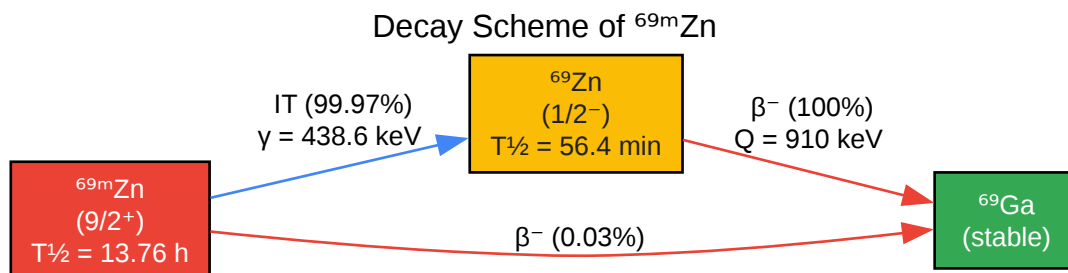 Decay Scheme of ⁶⁹ᵐZn
⁶⁹Zn
(1/2⁻)
T½ = 56.4 min
IT (99.97%)
γ = 438.6 keV
β⁻ (100%)
Q = 910 keV
⁶⁹ᵐZn
(9/2⁺)
T½ = 13.76 h
β⁻ (0.03%)
⁶⁹Ga
(stable)